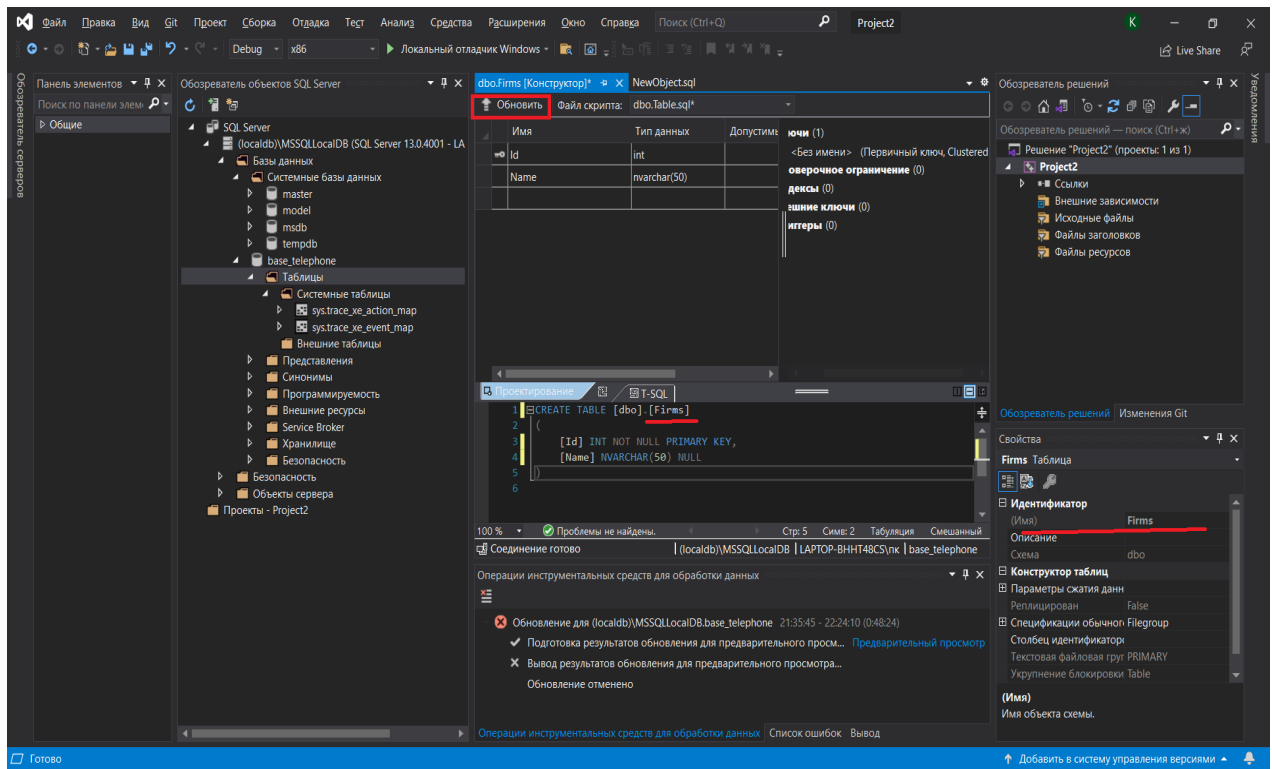 Файл Правка Вид Git Проект Сборка Отладка Тест Анализ Средства Расширения Окно Справка Поиск (Ctrl+Q) Project2 K
Debug x86 Локальный отладчик Windows Live Share
Обозреватель серверов
Панель элементов
Поиск по панели элем
Общие
Обозреватель объектов SQL Server
SQL Server
(localdb)\MSSQLLocalDB (SQL Server 13.0.4001 - LA
Базы данных
Системные базы данных
master
model
msdb
tempdb
base_telephone
Таблицы
Системные таблицы
sys.trace_xe_action_map
sys.trace_xe_event_map
Внешние таблицы
Представления
Синонимы
Программируемость
Внешние ресурсы
Service Broker
Хранилище
Безопасность
Безопасность
Объекты сервера
Проекты - Project2
dbo.Firms [Конструктор]* NewObject.sql
Обновить Файл скрипта: dbo.Table.sql*
Имя Тип данных Допустимь
Id int
Name nvarchar(50)
ючи (1)
<Без имени> (Первичный ключ, Clustered
оверочное ограничение (0)
дексы (0)
ешние ключи (0)
иггеры (0)
Проектирование T-SQL
1 CREATE TABLE [dbo].[Firms]
2 (
3 [Id] INT NOT NULL PRIMARY KEY,
4 [Name] NVARCHAR(50) NULL
5 )
6
100 % Проблемы не найдены. Стр: 5 Симв: 2 Табуляция Смешанный
Соединение готово (localdb)\MSSQLLocalDB LAPTOP-BHHT48CS\пк base_telephone
Операции инструментальных средств для обработки данных
Обновление для (localdb)\MSSQLLocalDB.base_telephone 21:35:45 - 22:24:10 (0:48:24)
Подготовка результатов обновления для предварительного просм... Предварительный просмотр
Вывод результатов обновления для предварительного просмотра...
Обновление отменено
Операции инструментальных средств для обработки данных Список ошибок Вывод
Обозреватель решений
Обозреватель решений — поиск (Ctrl+ж)
Решение "Project2" (проекты: 1 из 1)
Project2
Ссылки
Внешние зависимости
Исходные файлы
Файлы заголовков
Файлы ресурсов
Обозреватель решений Изменения Git
Свойства
Firms Таблица
Идентификатор
(Имя) Firms
Описание
Схема dbo
Конструктор таблиц
Параметры сжатия данн
Реплицирован False
Спецификации обычног Filegroup
Столбец идентификатор
Текстовая файловая груг PRIMARY
Укрупнение блокировки Table
(Имя)
Имя объекта схемы.
Уведомления
Готово Добавить в систему управления версиями